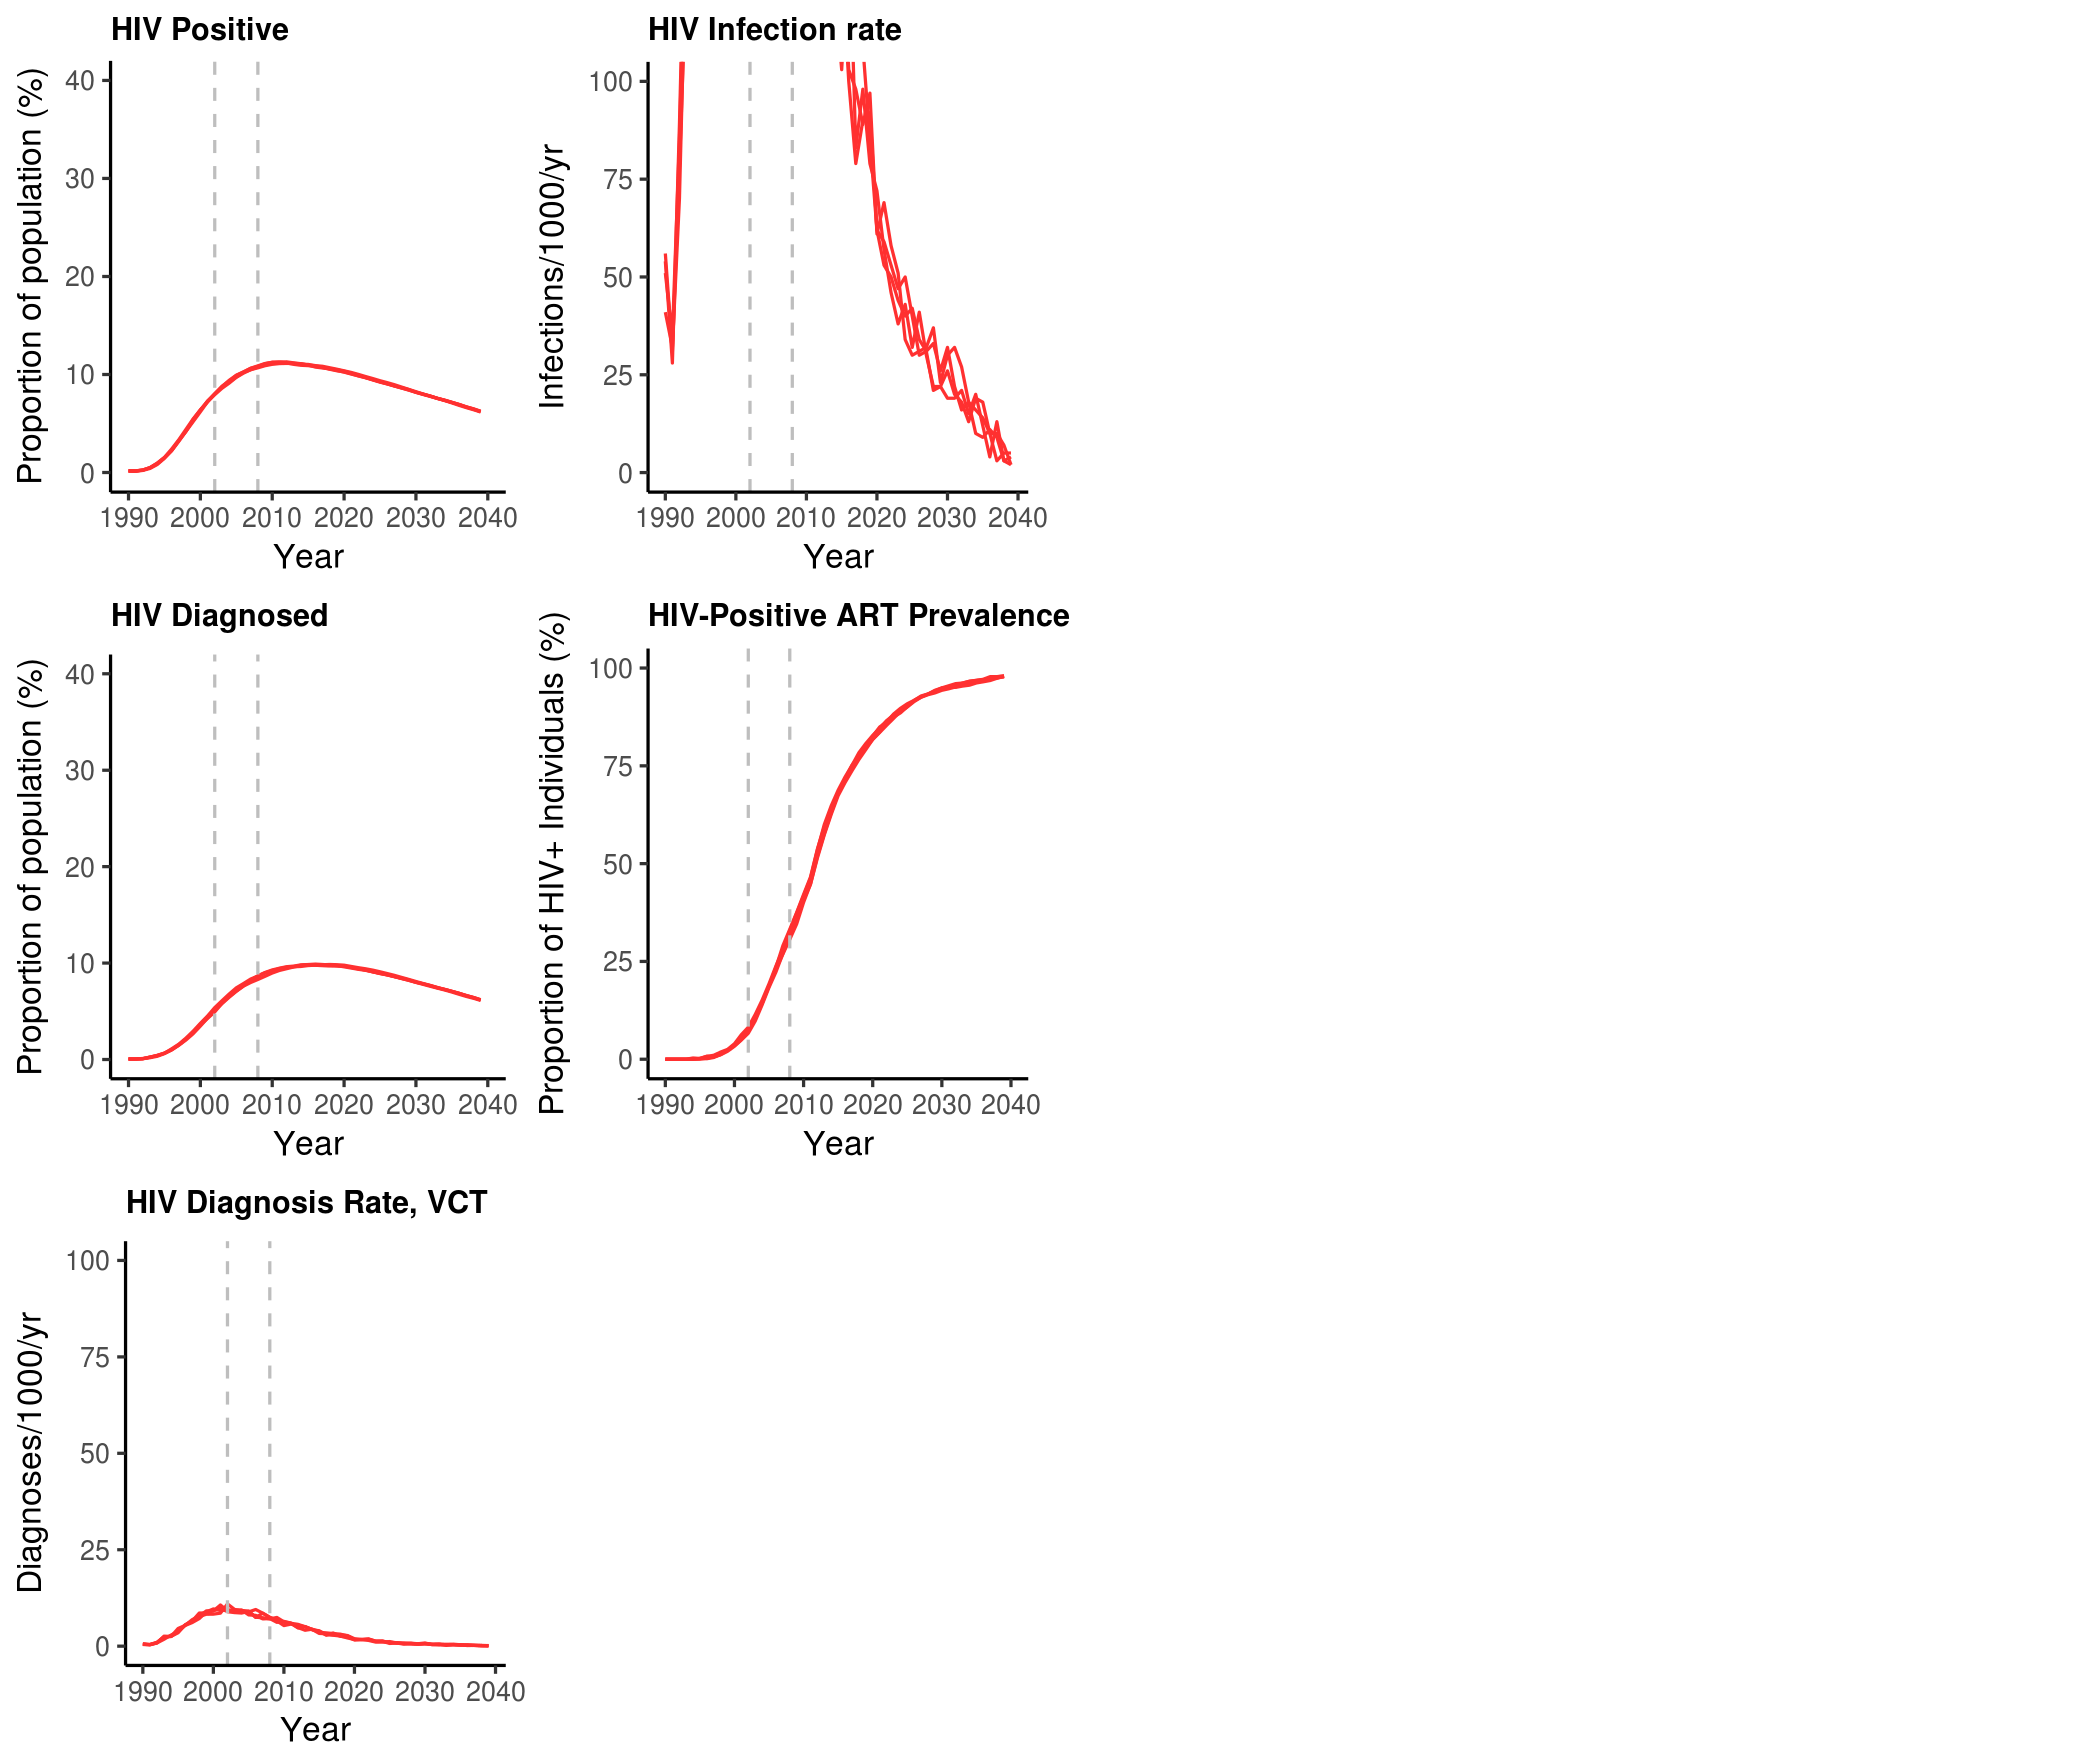 HIV Positive
Proportion of population (%)
40
30
20
10
0
1990 2000 2010 2020 2030 2040
Year
HIV Infection rate
Infections/1000/yr
100
75
50
25
0
1990 2000 2010 2020 2030 2040
Year
HIV Diagnosed
Proportion of population (%)
40
30
20
10
0
1990 2000 2010 2020 2030 2040
Year
HIV-Positive ART Prevalence
Proportion of HIV+ Individuals (%)
100
75
50
25
0
1990 2000 2010 2020 2030 2040
Year
HIV Diagnosis Rate, VCT
Diagnoses/1000/yr
100
75
50
25
0
1990 2000 2010 2020 2030 2040
Year